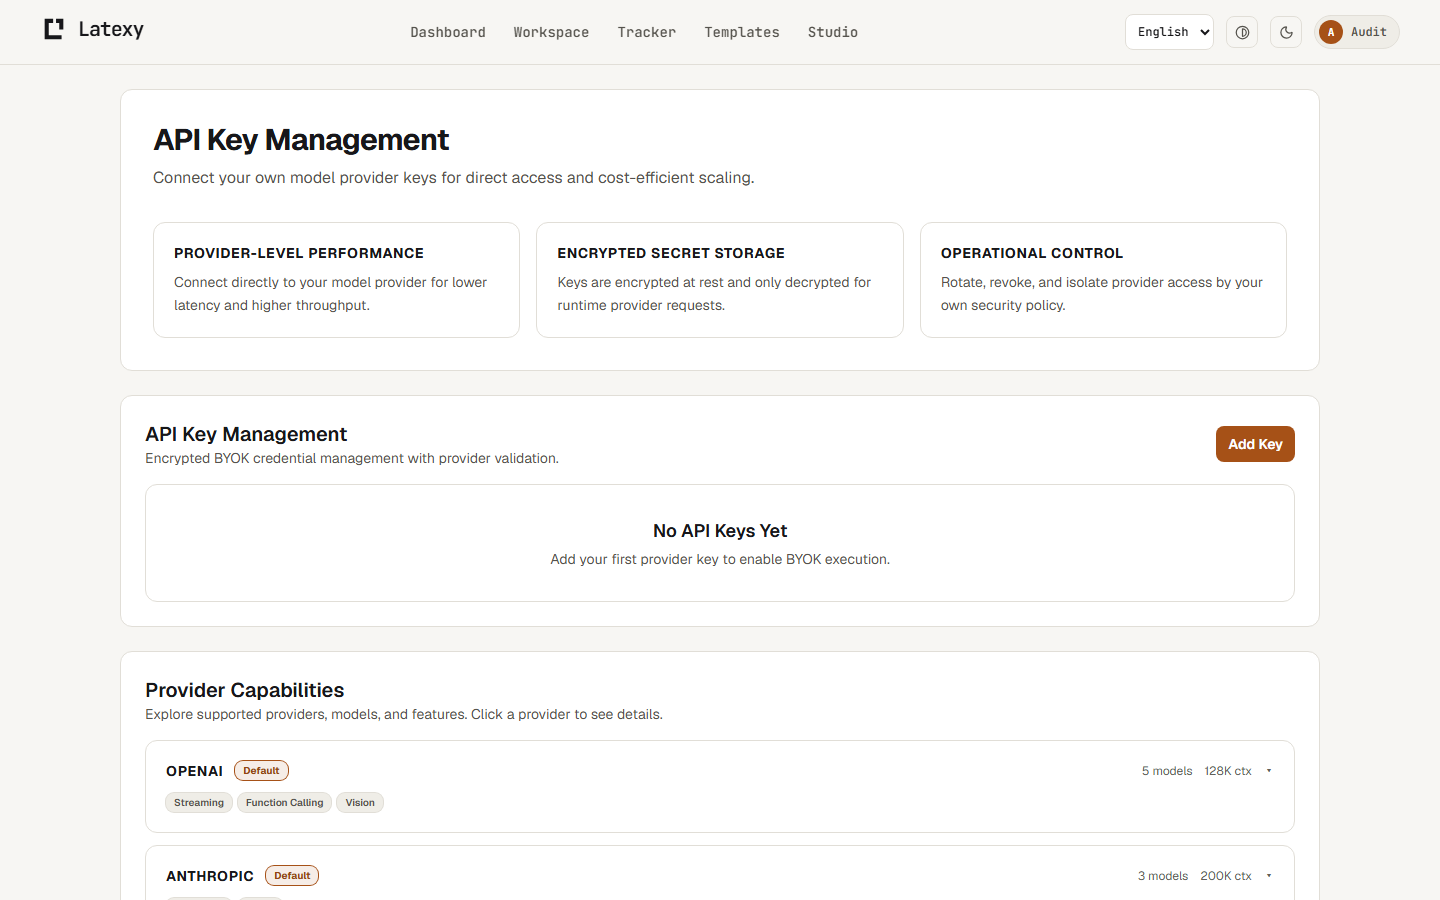 Latexy
Dashboard Workspace Tracker Templates Studio
English
A Audit
API Key Management
Connect your own model provider keys for direct access and cost-efficient scaling.
PROVIDER-LEVEL PERFORMANCE
Connect directly to your model provider for lower
latency and higher throughput.
ENCRYPTED SECRET STORAGE
Keys are encrypted at rest and only decrypted for
runtime provider requests.
OPERATIONAL CONTROL
Rotate, revoke, and isolate provider access by your
own security policy.
API Key Management
Encrypted BYOK credential management with provider validation.
Add Key
No API Keys Yet
Add your first provider key to enable BYOK execution.
Provider Capabilities
Explore supported providers, models, and features. Click a provider to see details.
OPENAI Default
5 models 128K ctx
Streaming Function Calling Vision
ANTHROPIC Default
3 models 200K ctx